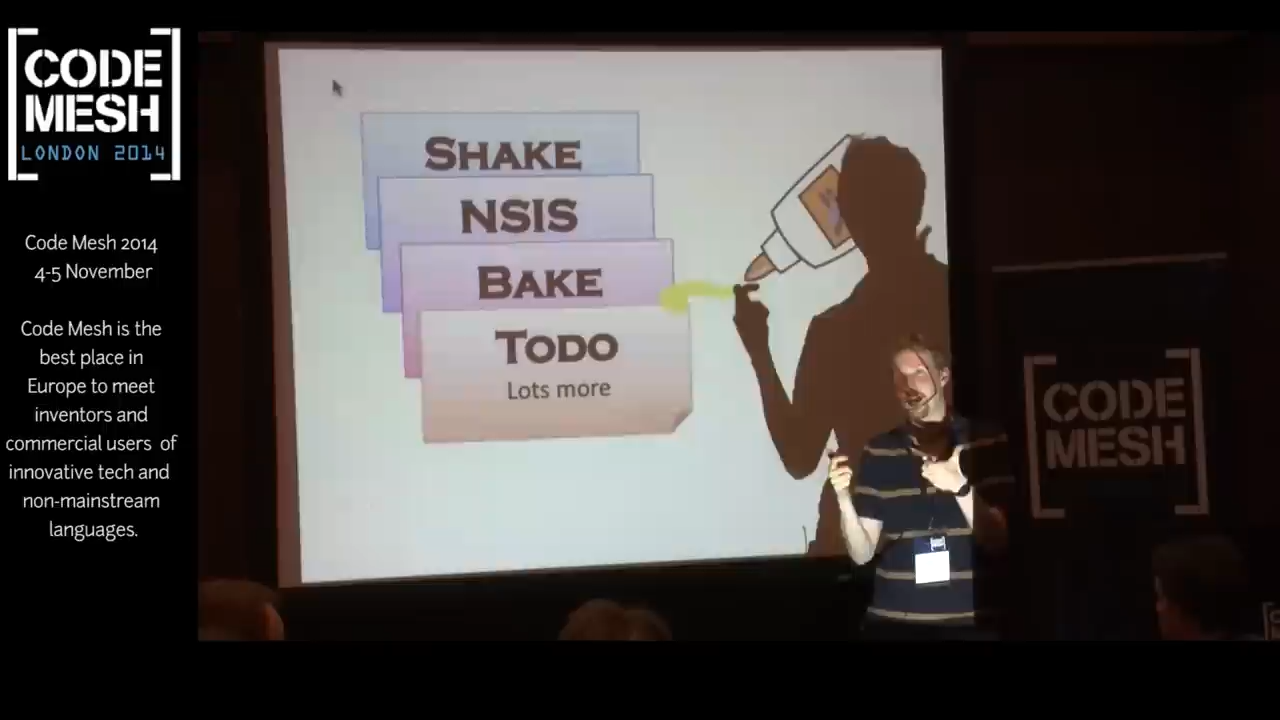 CODE
MESH
LONDON 2014
Code Mesh 2014
4-5 November
Code Mesh is the
best place in
Europe to meet
inventors and
commercial users of
innovative tech and
non-mainstream
languages.
SHAKE
NSIS
BAKE
TODO
Lots more
CODE
MESH